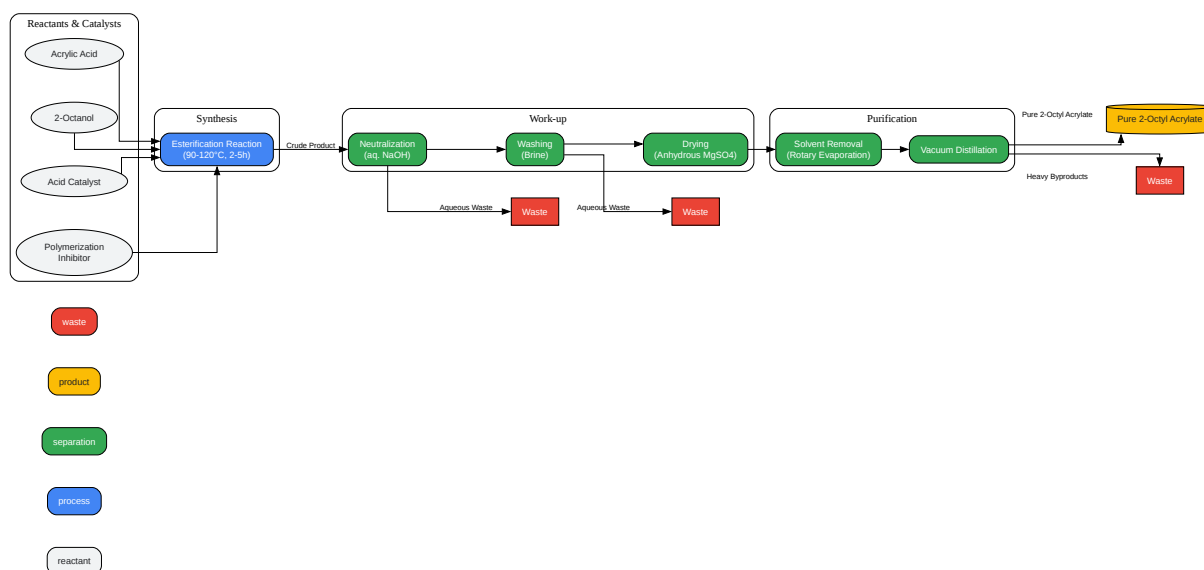 Reactants & Catalysts
Acrylic Acid
2-Octanol
Acid Catalyst
Polymerization
Inhibitor
Synthesis
Esterification Reaction
(90-120°C, 2-5h)
Crude Product
Work-up
Neutralization
(aq. NaOH)
Washing
(Brine)
Drying
(Anhydrous MgSO4)
Aqueous Waste
Waste
Aqueous Waste
Waste
Purification
Solvent Removal
(Rotary Evaporation)
Vacuum Distillation
Pure 2-Octyl Acrylate
Pure 2-Octyl Acrylate
Heavy Byproducts
Waste
waste
product
separation
process
reactant